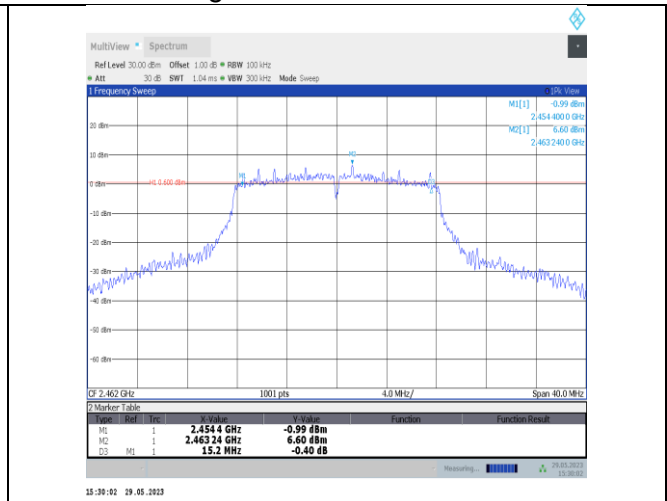 MultiView Spectrum
Ref Level 30.00 dBm Offset 1.00 dB RBW 100 kHz
Att 30 dB SWT 1.04 ms VBW 300 kHz Mode Sweep
1 Frequency Sweep 1Pk View
M1[1] -0.99 dBm
2.454 400 0 GHz
M2[1] 6.60 dBm
2.463 240 0 GHz
20 dBm
10 dBm
M2
0 dBm
H1 0.600 dBm
M1
-10 dBm
-20 dBm
-30 dBm
-40 dBm
-50 dBm
-60 dBm
CF 2.462 GHz 1001 pts 4.0 MHz/ Span 40.0 MHz
2 Marker Table
Type Ref Trc X-Value Y-Value Function Function Result
M1 1 2.454 4 GHz -0.99 dBm
M2 1 2.463 24 GHz 6.60 dBm
D3 M1 1 15.2 MHz -0.40 dB
Measuring... 29.05.2023
15:30:02
15:30:02 29.05.2023